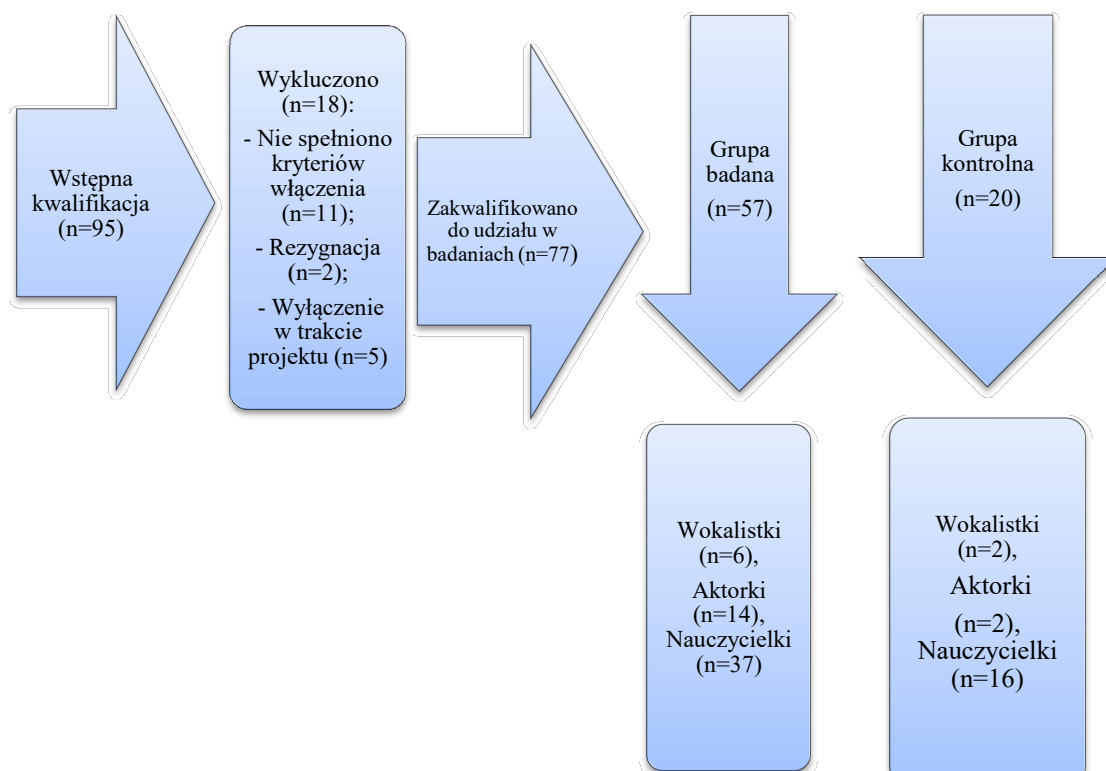 Wstępna
kwalifikacja
(n=95)
Wykluczono
(n=18):
- Nie spełniono
kryteriów
włączenia
(n=11);
- Rezygnacja
(n=2);
- Wyłączenie
w trakcie
projektu (n=5)
Zakwalifikowano
do udziału w
badaniach (n=77)
Grupa
badana
(n=57)
Grupa
kontrolna
(n=20)
Wokalistki
(n=6),
Aktorki
(n=14),
Nauczycielki
(n=37)
Wokalistki
(n=2),
Aktorki
(n=2),
Nauczycielki
(n=16)